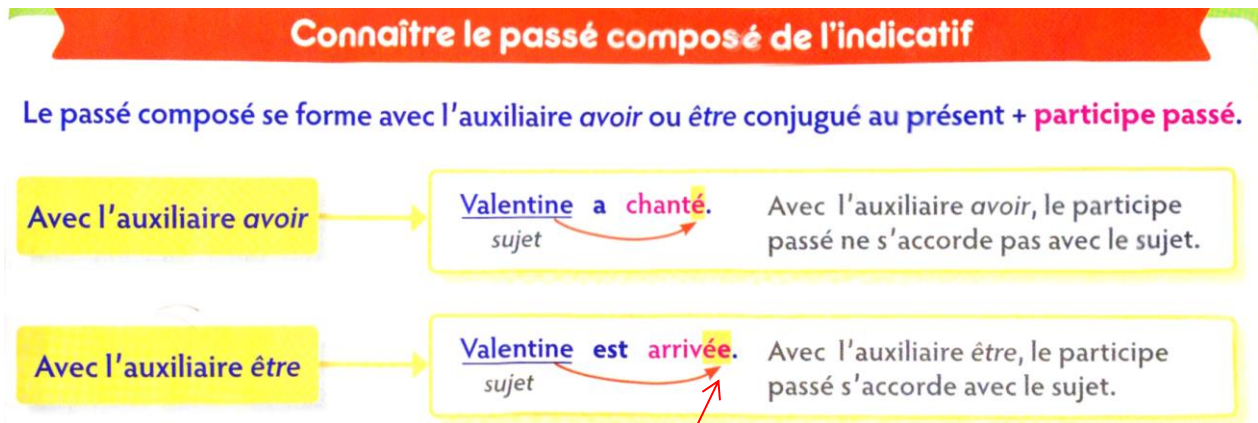 Connaître le passé composé de l'indicatif
Le passé composé se forme avec l'auxiliaire avoir ou être conjugué au présent + participe passé.
Avec l'auxiliaire avoir
Valentine a chanté.
sujet
Avec l'auxiliaire avoir, le participe
passé ne s'accorde pas avec le sujet.
Avec l'auxiliaire être
Valentine est arrivée.
sujet
Avec l'auxiliaire être, le participe
passé s'accorde avec le sujet.